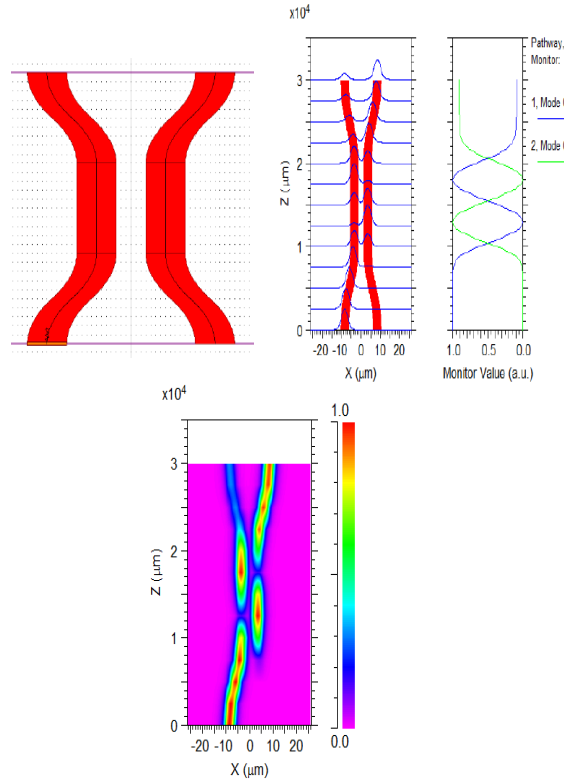 x10⁴
Pathway,
Monitor:
3
1, Mode
2
2, Mode
Z (μm)
1
0
-20 -10 0 10 20
X (μm)
1.0 0.5 0.0
Monitor Value (a.u.)
x10⁴
1.0
3
2
Z (μm)
1
0
0.0
-20 -10 0 10 20
X (μm)